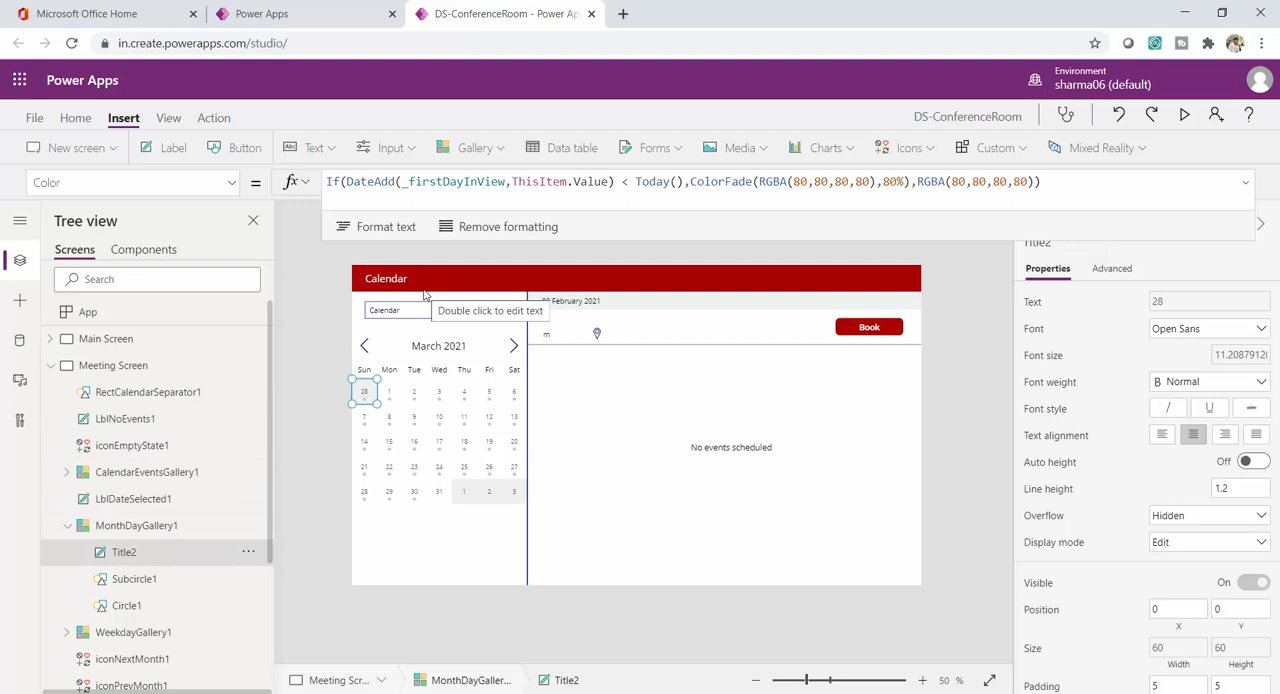 Microsoft Office Home
Power Apps
DS-ConferenceRoom - Power Ap
in.create.powerapps.com/studio/
Power Apps
Environment
sharma06 (default)
File Home Insert View Action
DS-ConferenceRoom
New screen Label Button Text Input Gallery Data table Forms Media Charts Icons Custom Mixed Reality
Color = fx If(DateAdd(_firstDayInView,ThisItem.Value) < Today(),ColorFade(RGBA(80,80,80,80),80%),RGBA(80,80,80,80))
Format text Remove formatting
Tree view
Screens Components
Search
App
Main Screen
Meeting Screen
RectCalendarSeparator1
LblNoEvents1
iconEmptyState1
CalendarEventsGallery1
LblDateSelected1
MonthDayGallery1
Title2
Subcircle1
Circle1
WeekdayGallery1
iconNextMonth1
iconPrevMonth1
Calendar
Calendar
Double click to edit text
February 2021
m
Book
March 2021
Sun Mon Tue Wed Thu Fri Sat
28 1 2 3 4 5 6
7 8 9 10 11 12 13
14 15 16 17 18 19 20
21 22 23 24 25 26 27
28 29 30 31 1 2 3
No events scheduled
Title2
Properties Advanced
Text 28
Font Open Sans
Font size 11.2087912
Font weight B Normal
Font style / U abc
Text alignment
Auto height Off
Line height 1.2
Overflow Hidden
Display mode Edit
Visible On
Position 0 0
X Y
Size 60 60
Width Height
Padding 5 5
Meeting Scr... MonthDayGaller... Title2
50 %